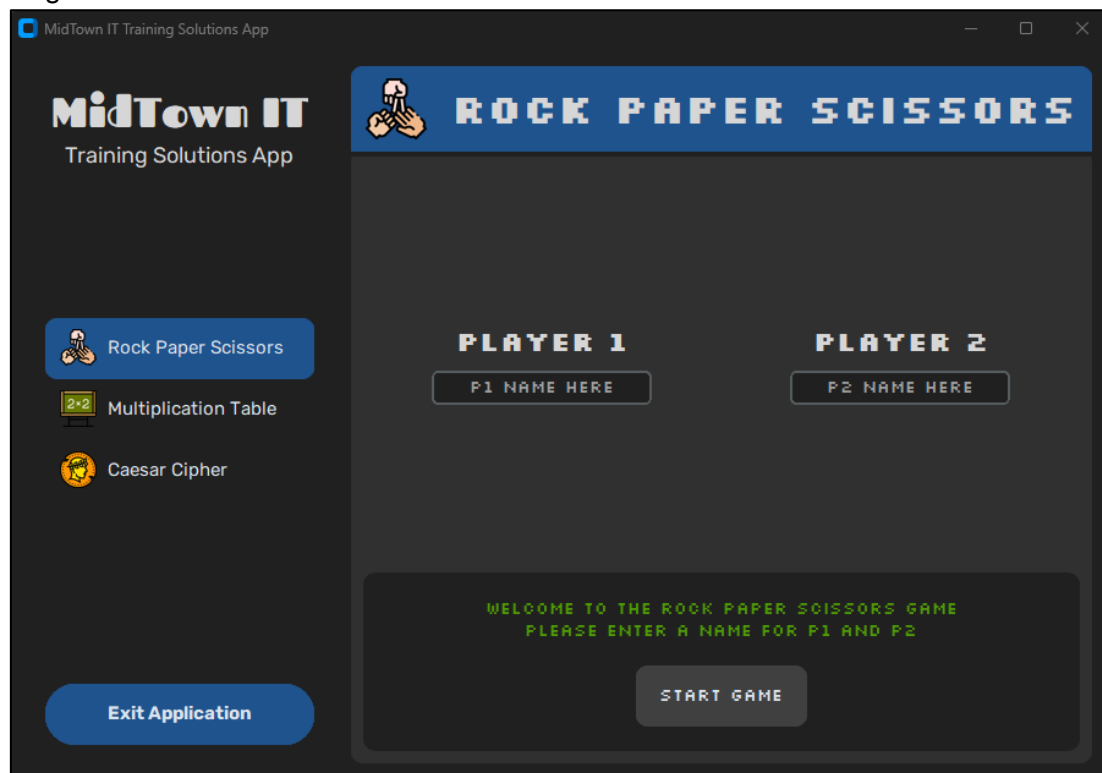 MidTown IT Training Solutions App
MidTown IT
Training Solutions App
Rock Paper Scissors
2×2
Multiplication Table
Caesar Cipher
Exit Application
ROCK PAPER SCISSORS
PLAYER 1
P1 NAME HERE
PLAYER 2
P2 NAME HERE
WELCOME TO THE ROCK PAPER SCISSORS GAME
PLEASE ENTER A NAME FOR P1 AND P2
START GAME